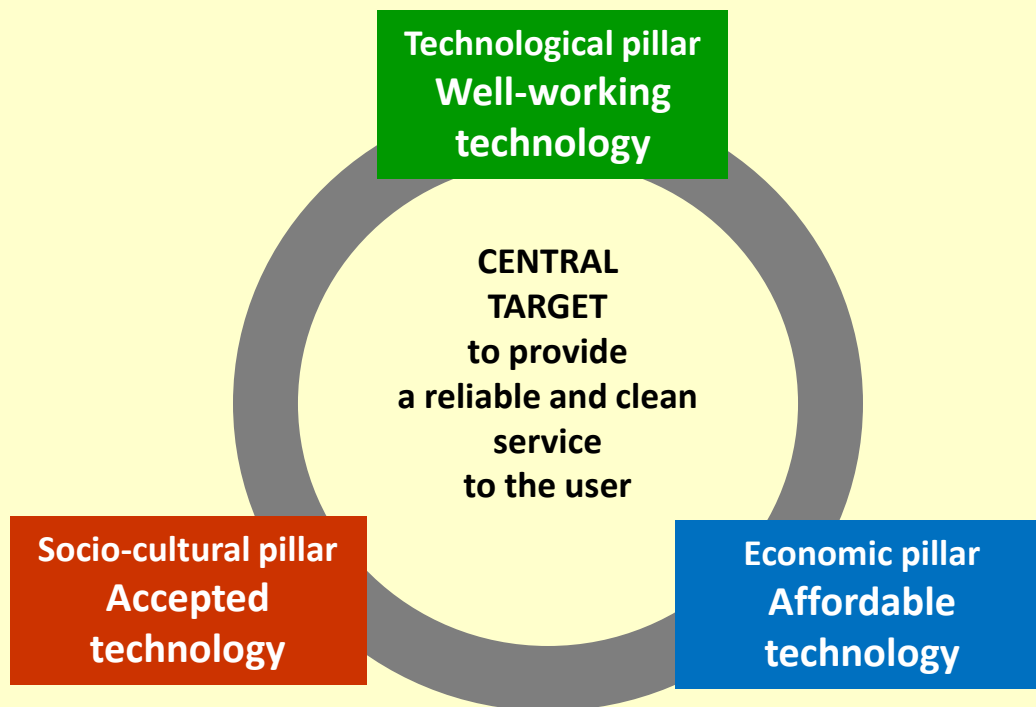 Technological pillar
Well-working
technology
CENTRAL
TARGET
to provide
a reliable and clean
service
to the user
Socio-cultural pillar
Accepted
technology
Economic pillar
Affordable
technology